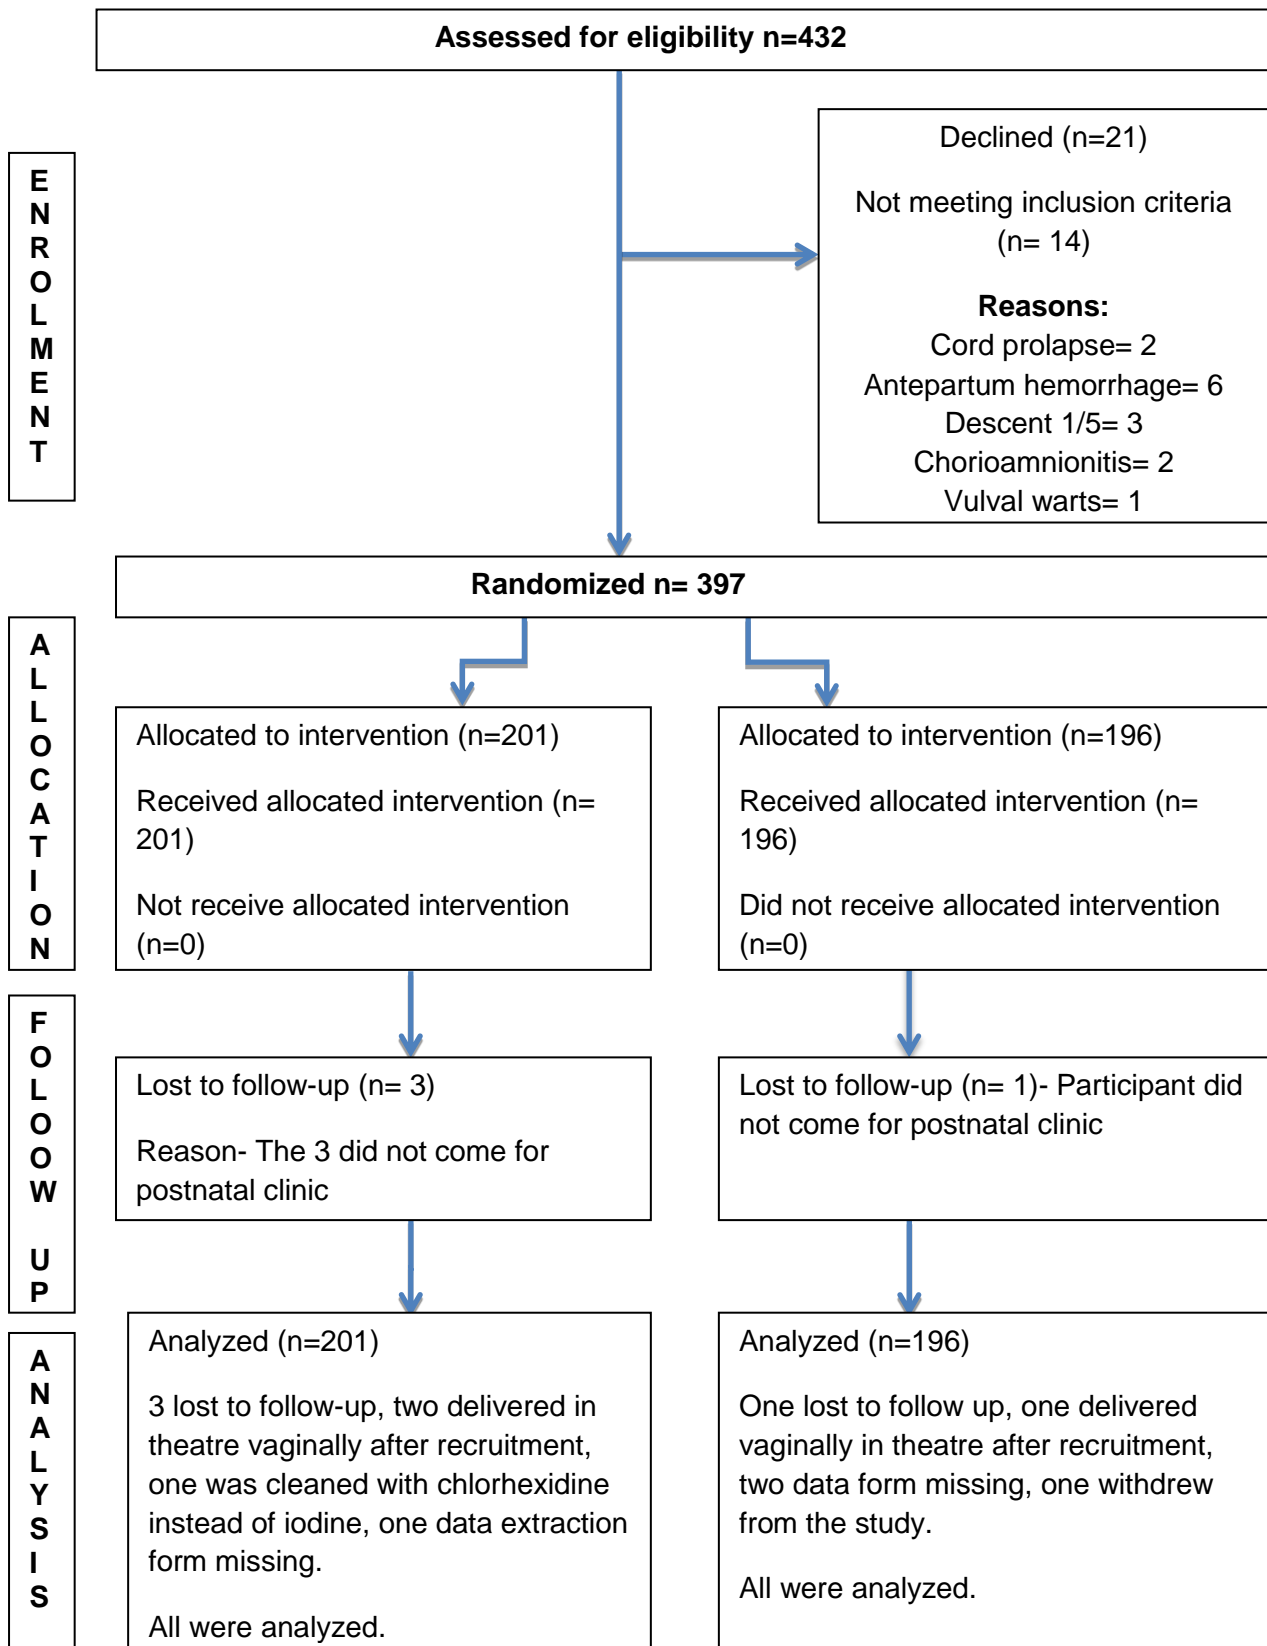 Assessed for eligibility n=432
ENROLMENT
Declined (n=21)
Not meeting inclusion criteria
(n= 14)
Reasons:
Cord prolapse= 2
Antepartum hemorrhage= 6
Descent 1/5= 3
Chorioamnionitis= 2
Vulval warts= 1
Randomized n= 397
ALLOCATION
Allocated to intervention (n=201)
Received allocated intervention (n=
201)
Not receive allocated intervention
(n=0)
Allocated to intervention (n=196)
Received allocated intervention (n=
196)
Did not receive allocated intervention
(n=0)
FOLOOW UP
Lost to follow-up (n= 3)
Reason- The 3 did not come for
postnatal clinic
Lost to follow-up (n= 1)- Participant did
not come for postnatal clinic
ANALYSIS
Analyzed (n=201)
3 lost to follow-up, two delivered in
theatre vaginally after recruitment,
one was cleaned with chlorhexidine
instead of iodine, one data extraction
form missing.
All were analyzed.
Analyzed (n=196)
One lost to follow up, one delivered
vaginally in theatre after recruitment,
two data form missing, one withdrew
from the study.
All were analyzed.